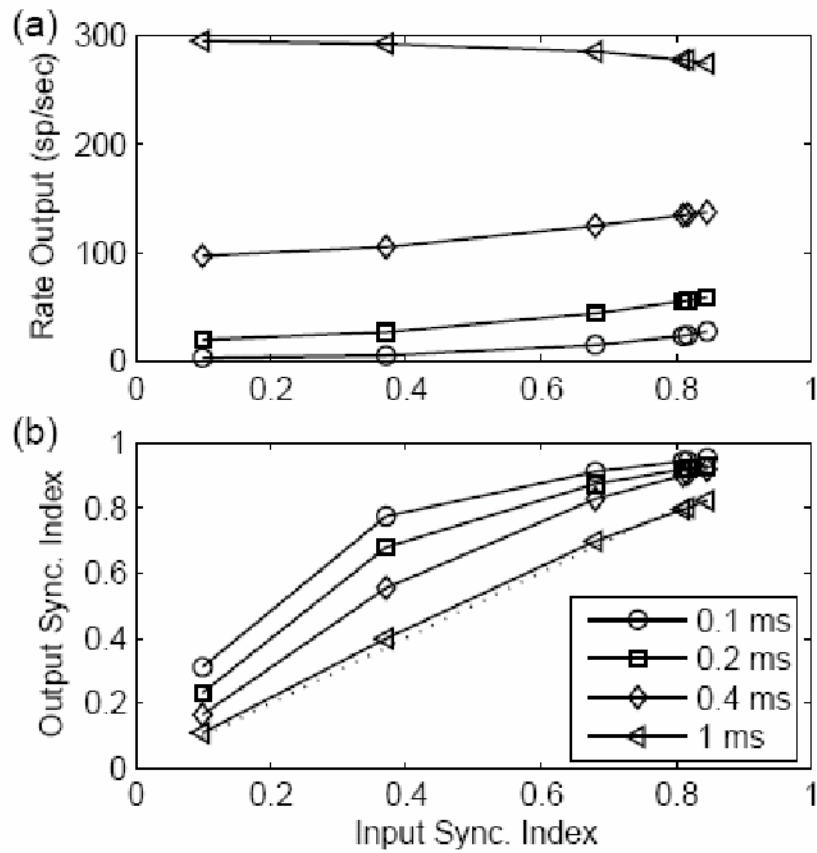 (a)
300
200
100
0
Rate Output (sp/sec)
0 0.2 0.4 0.6 0.8 1
(b)
1
0.8
0.6
0.4
0.2
0
Output Sync. Index
0.1 ms
0.2 ms
0.4 ms
1 ms
0 0.2 0.4 0.6 0.8 1
Input Sync. Index